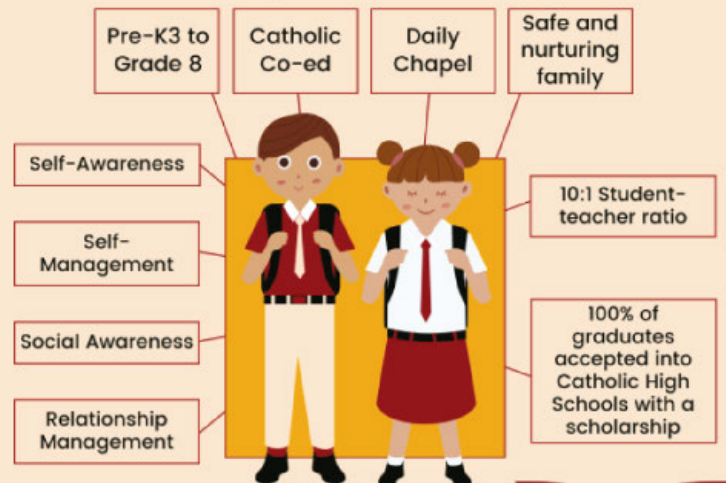 Pre-K3 to
Grade 8
Catholic
Co-ed
Daily
Chapel
Safe and
nurturing
family
Self-Awareness
Self-
Management
Social Awareness
Relationship
Management
10:1 Student-
teacher ratio
100% of
graduates
accepted into
Catholic High
Schools with a
scholarship